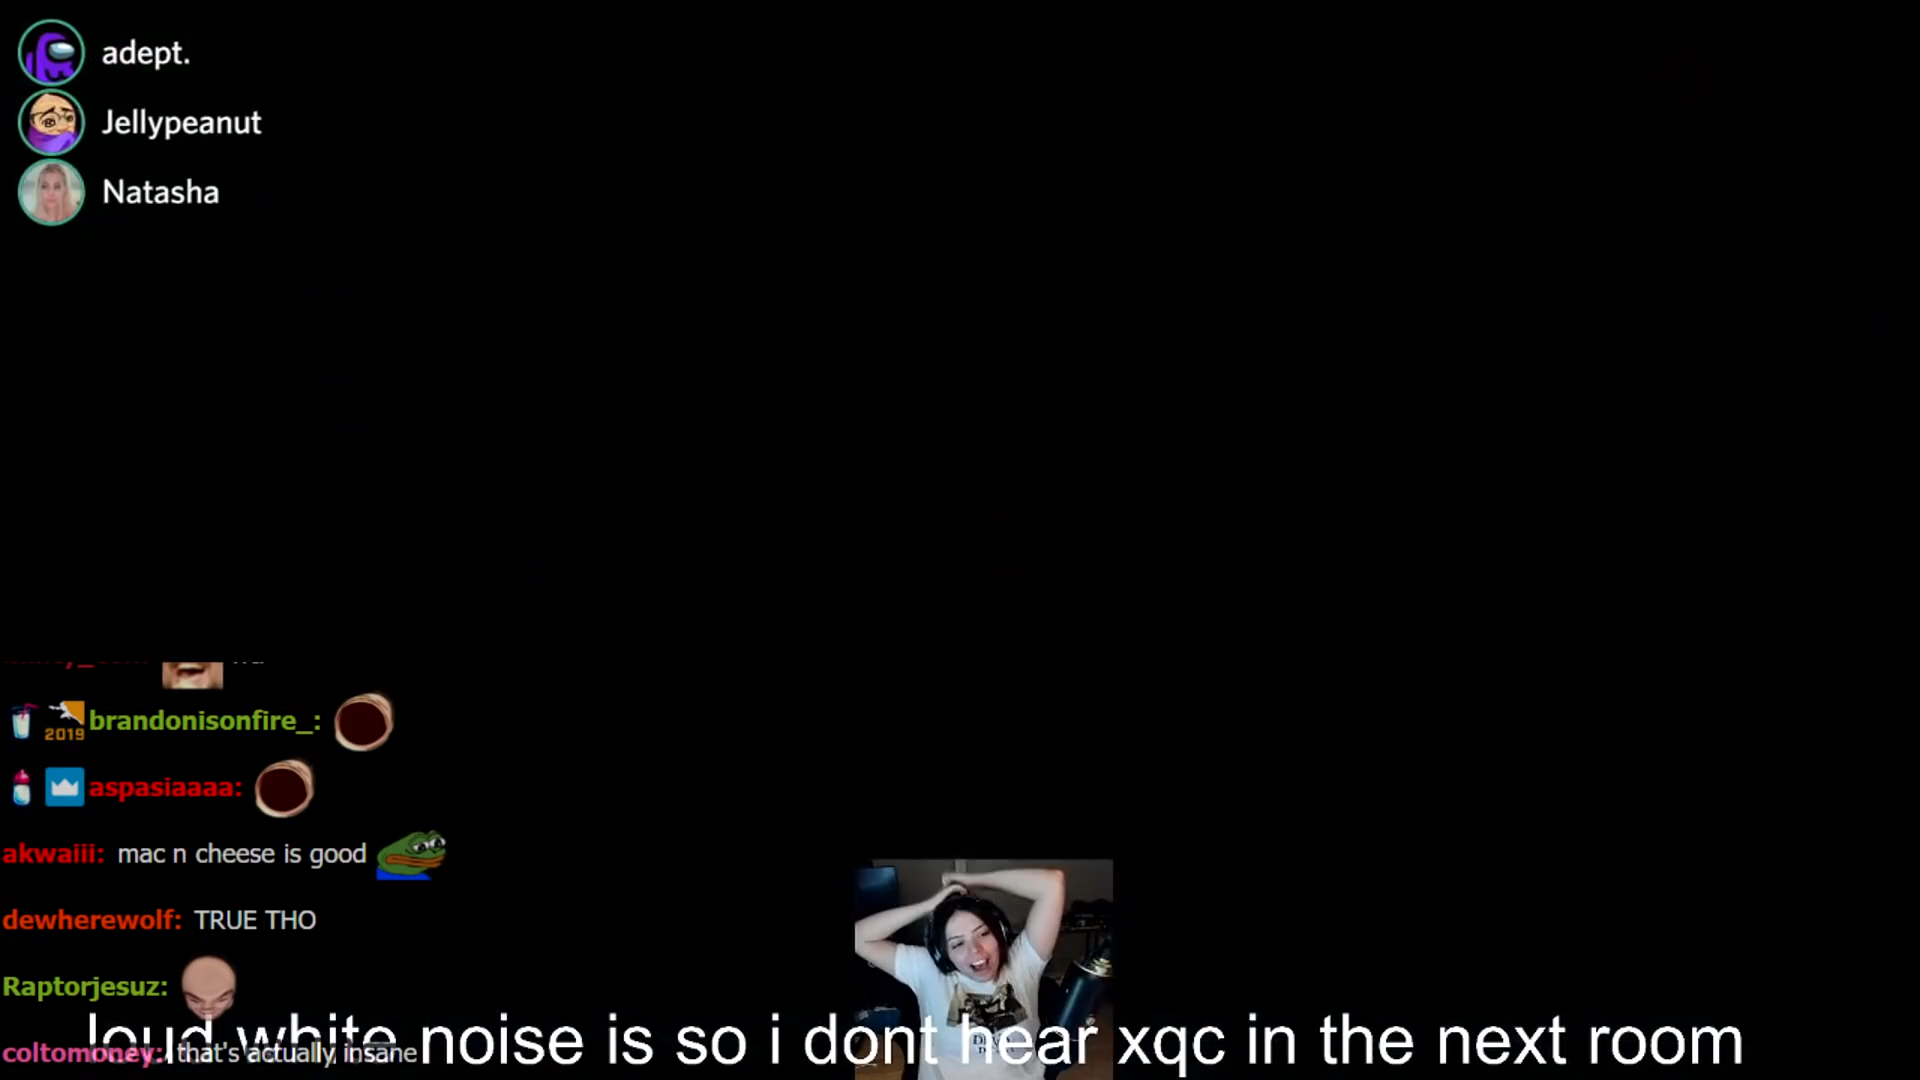 adept.
Jellypeanut
Natasha
2019 brandonisonfire_:
aspasiaaaa:
akwaiii: mac n cheese is good
dewherewolf: TRUE THO
Raptorjesuz:
loud white noise is so i dont hear xqc in the next room
coltomoney: that's actually insane